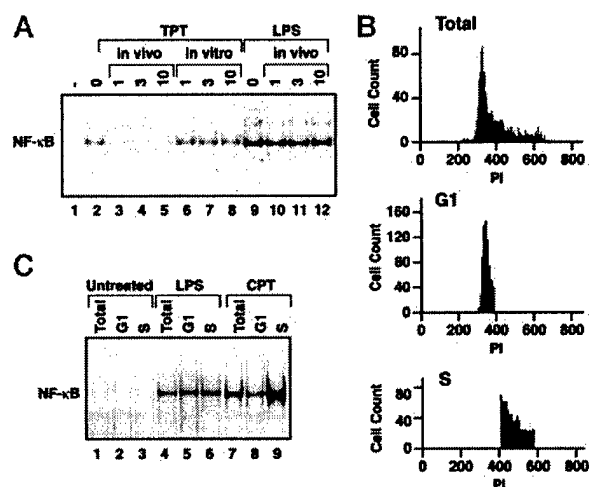 A
TPT LPS
in vivo in vitro in vivo
- 0 1 3 10 1 3 10 0 1 3 10
NF-κB
1 2 3 4 5 6 7 8 9 10 11 12
B
Total
Cell Count
80
40
0
0 200 400 600 800
PI
G1
Cell Count
160
120
80
40
0
0 200 400 600 800
PI
S
Cell Count
80
40
0
0 200 400 600 800
PI
C
Untreated LPS CPT
Total G1 S Total G1 S Total G1 S
NF-κB
1 2 3 4 5 6 7 8 9